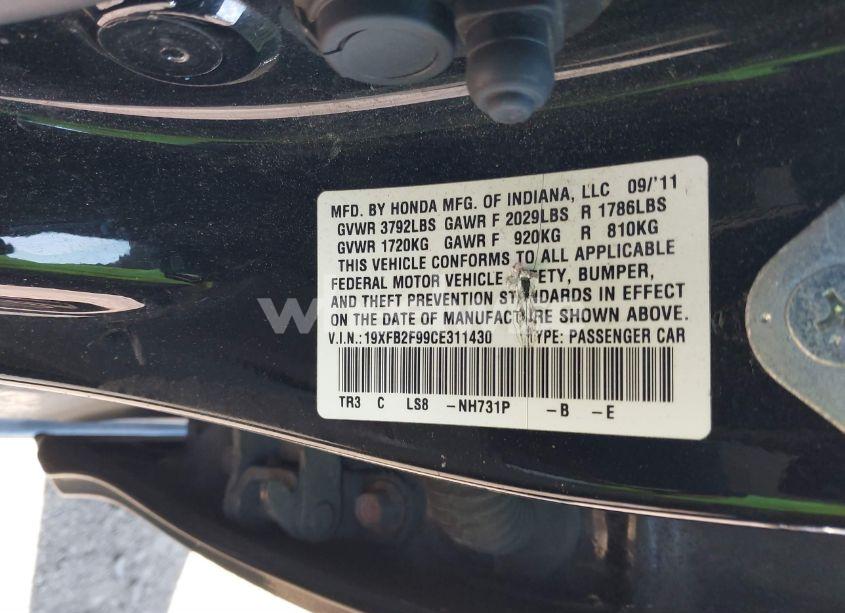 MFD. BY HONDA MFG. OF INDIANA, LLC 09/'11
GVWR 3792LBS GAWR F 2029LBS R 1786LBS
GVWR 1720KG GAWR F 920KG R 810KG
THIS VEHICLE CONFORMS TO ALL APPLICABLE
FEDERAL MOTOR VEHICLE BUMPER,
AND THEFT PREVENTION STANDARDS IN EFFECT
ON THE DATE OF MANUFACTURE SHOWN ABOVE.
V.I.N.: 19XFB2F99CE311430 TYPE: PASSENGER CAR
TR3 C LS8 -NH731P -B -E